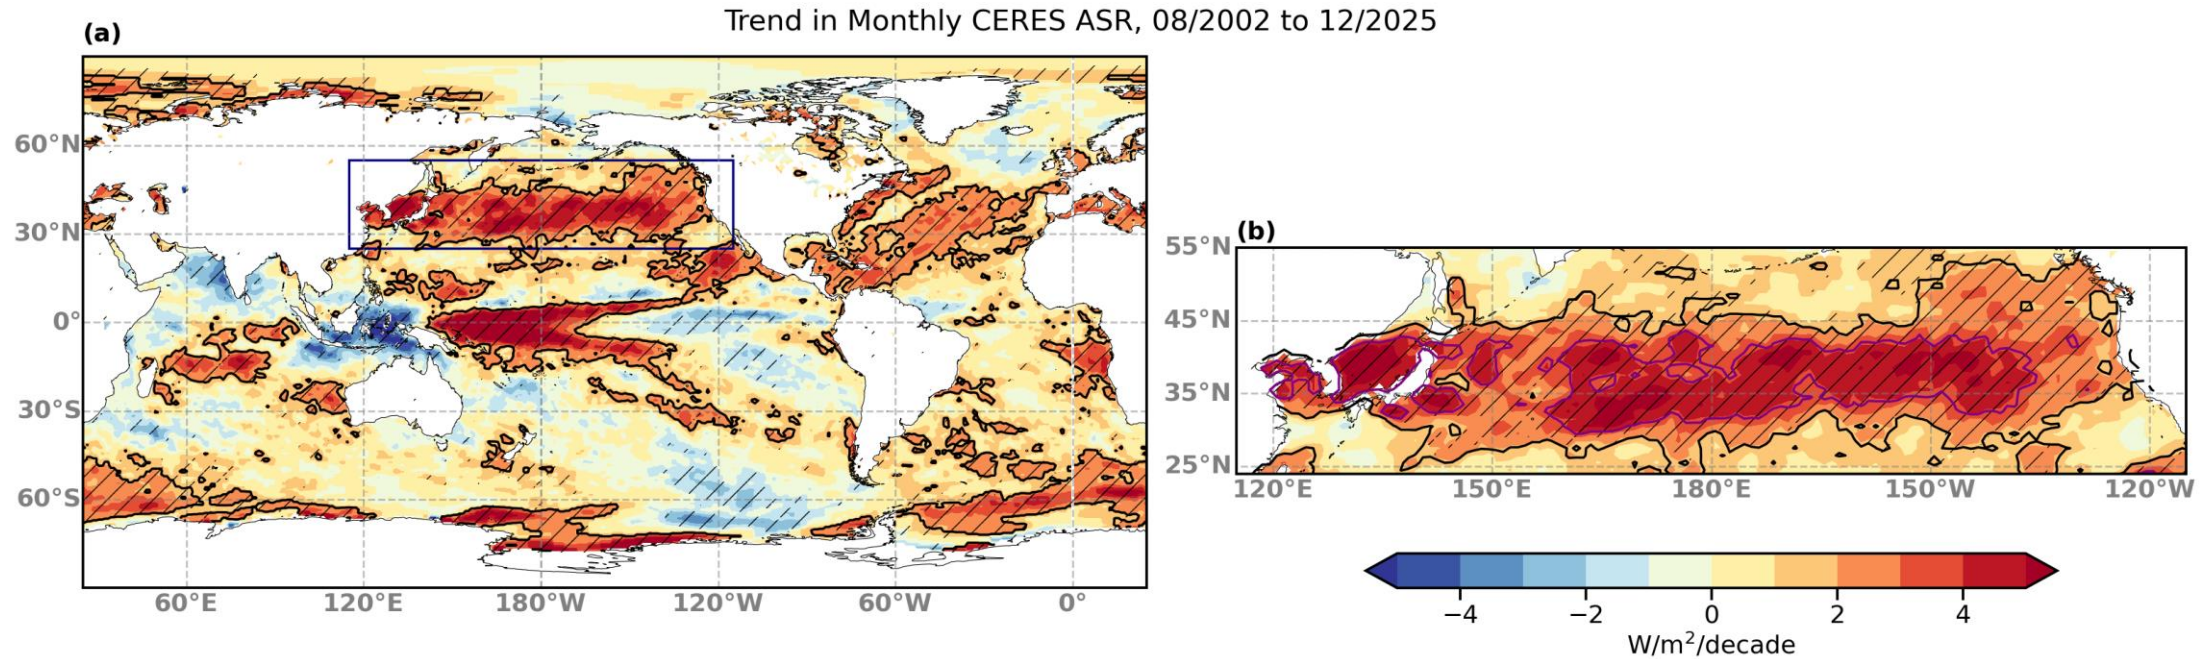 Trend in Monthly CERES ASR, 08/2002 to 12/2025
(a)
60°N
30°N
0°
30°S
60°S
60°E
120°E
180°W
120°W
60°W
0°
(b)
55°N
45°N
35°N
25°N
120°E
150°E
180°W
150°W
120°W
−4
−2
0
2
4
W/m²/decade